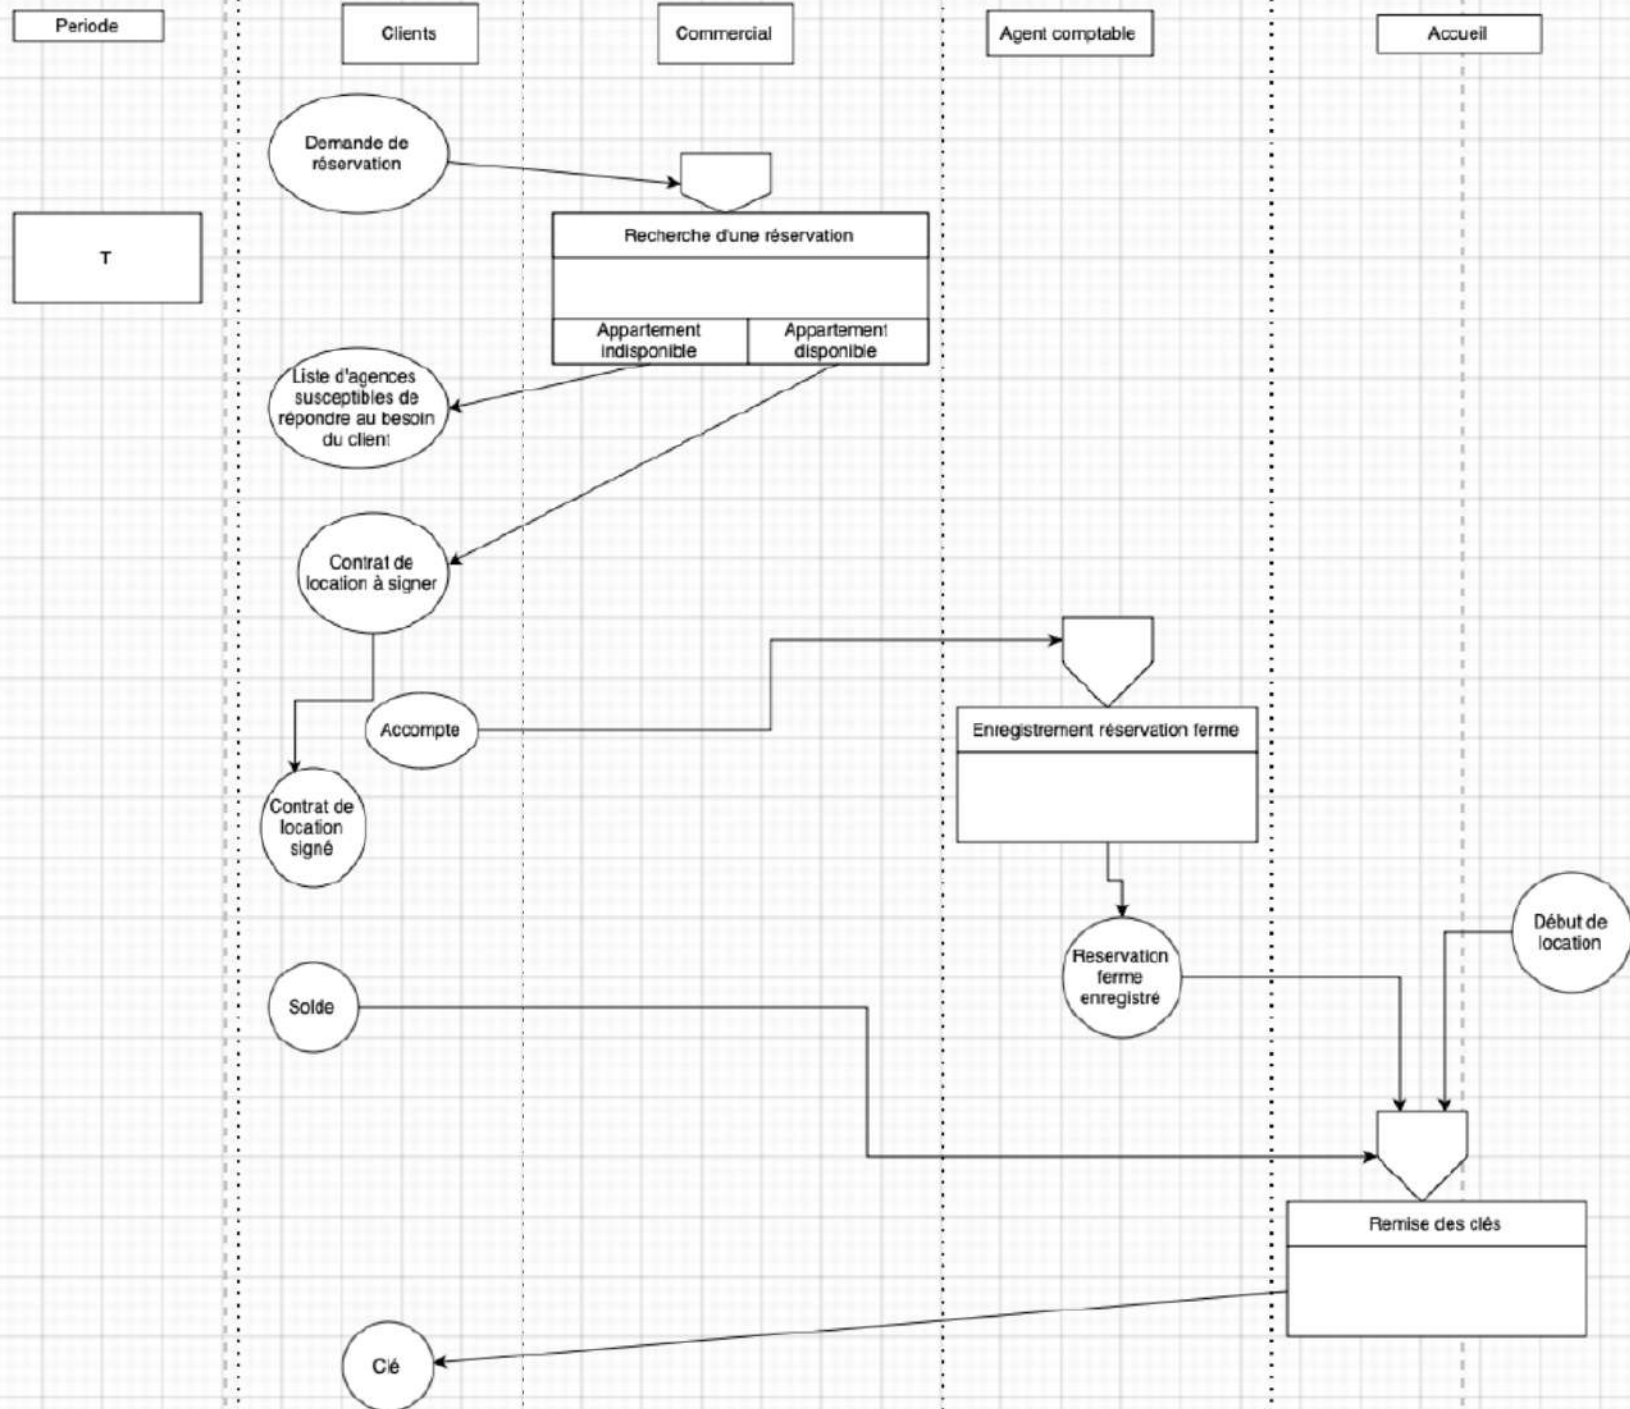 Periode
Clients
Commercial
Agent comptable
Accueil
Demande de
réservation
T
Recherche d'une réservation
Appartement
indisponible
Appartement
disponible
Liste d'agences
susceptibles de
répondre au besoin
du client
Contrat de
location à signer
Accompte
Enregistrement réservation ferme
Contrat de
location
signé
Début de
location
Reservation
ferme
enregistré
Solde
Remise des clés
Clé